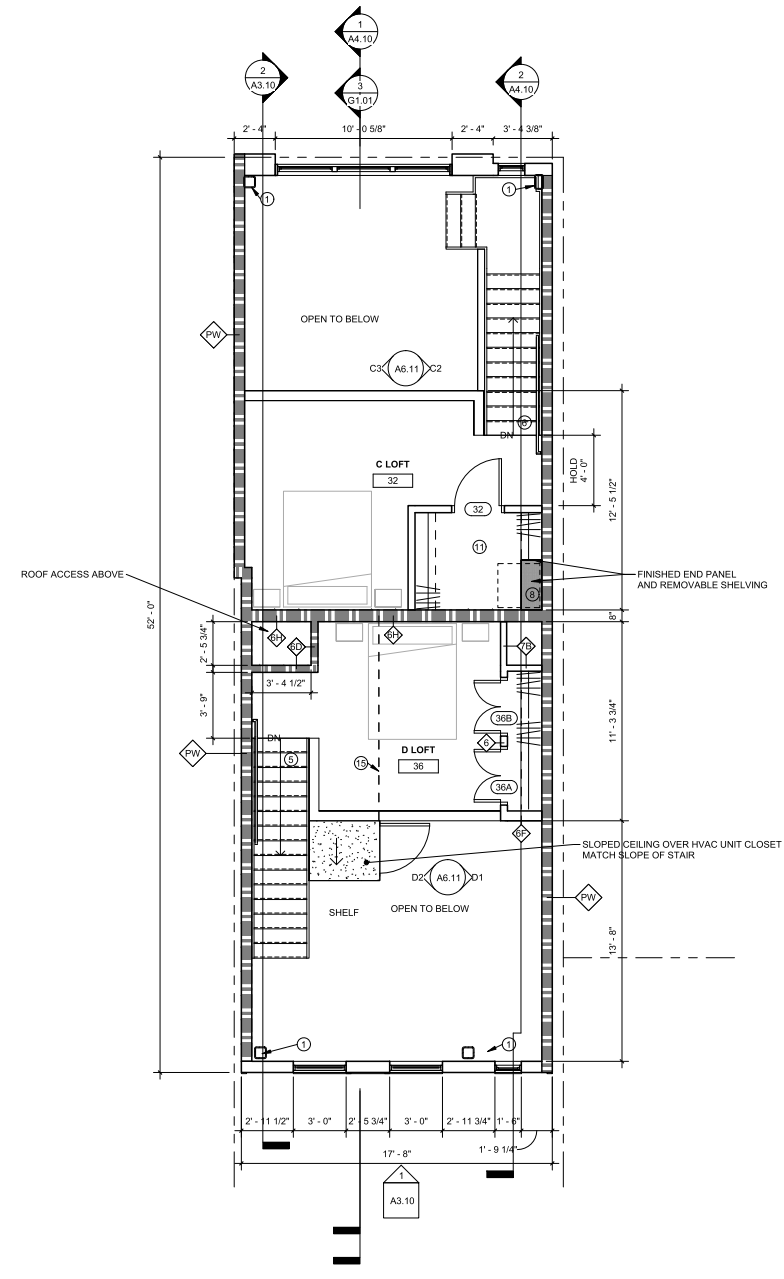 1
A4.10
2
A3.10
3
G1.01
2
A4.10
2' - 4"
10' - 0 5/8"
2' - 4"
3' - 4 3/8"
1
1
OPEN TO BELOW
PW
C3
A6.11
C2
6
DN
HOLD
4' - 0"
12' - 5 1/2"
C LOFT
32
32
11
ROOF ACCESS ABOVE
FINISHED END PANEL
AND REMOVABLE SHELVING
8
52' - 0"
8"
6H
6H
6D
7B
2' - 5 3/4"
3' - 4 1/2"
3' - 9"
11' - 3 3/4"
36B
DN
PW
5
D LOFT
6
15
36
36A
6F
SLOPED CEILING OVER HVAC UNIT CLOSET
MATCH SLOPE OF STAIR
D2
A6.11
D1
PW
SHELF
OPEN TO BELOW
13' - 8"
1
1
2' - 11 1/2"
3' - 0"
2' - 5 3/4"
3' - 0"
2' - 11 3/4"
1' - 6"
1' - 9 1/4"
17' - 8"
1
A3.10